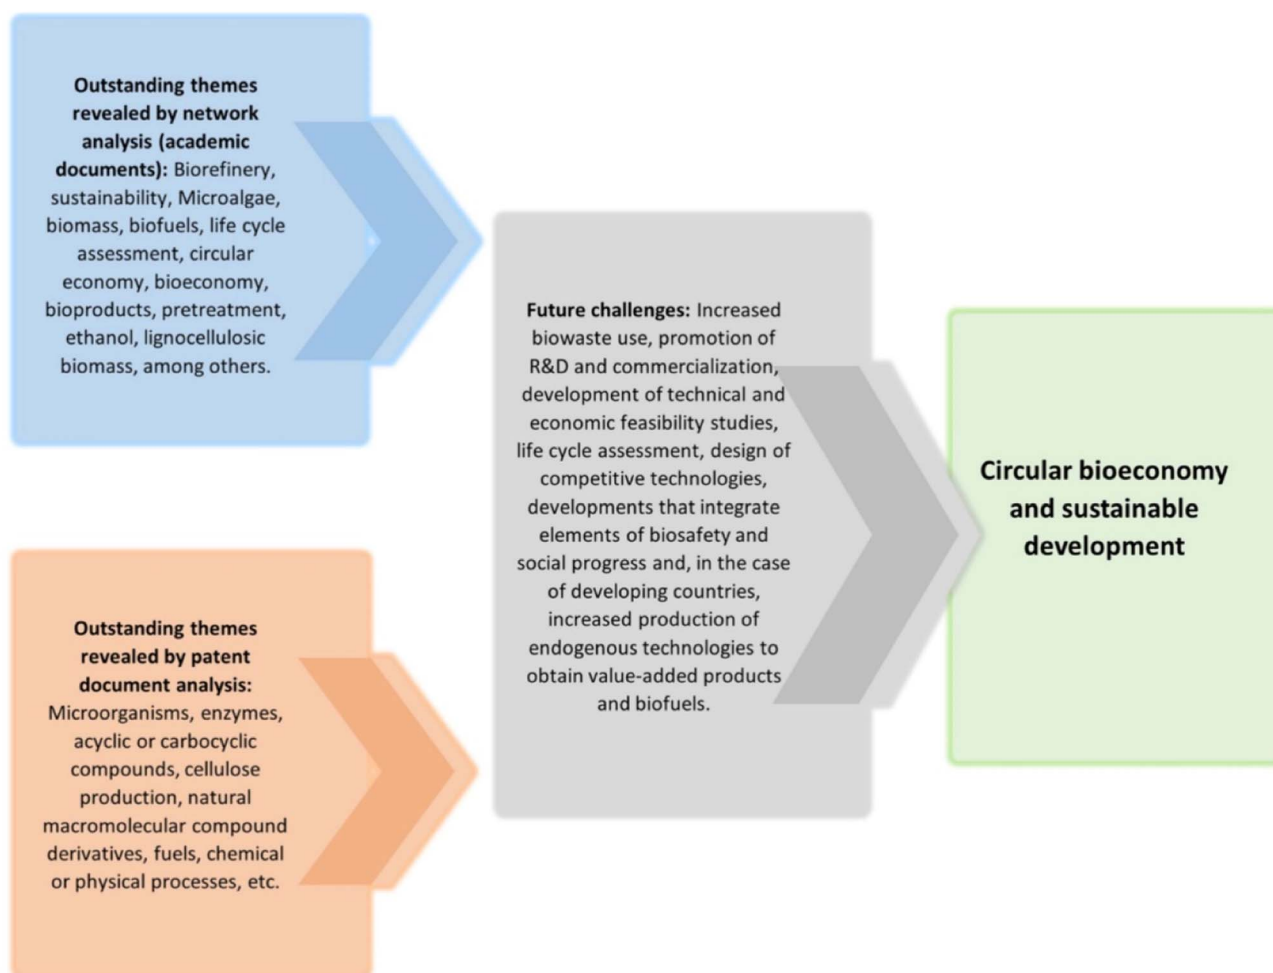 Outstanding themes
revealed by network
analysis (academic
documents): Biorefinery,
sustainability, Microalgae,
biomass, biofuels, life cycle
assessment, circular
economy, bioeconomy,
bioproducts, pretreatment,
ethanol, lignocellulosic
biomass, among others.
Outstanding themes
revealed by patent
document analysis:
Microorganisms, enzymes,
acyclic or carbocyclic
compounds, cellulose
production, natural
macromolecular compound
derivatives, fuels, chemical
or physical processes, etc.
Future challenges: Increased
biowaste use, promotion of
R&D and commercialization,
development of technical and
economic feasibility studies,
life cycle assessment, design of
competitive technologies,
developments that integrate
elements of biosafety and
social progress and, in the case
of developing countries,
increased production of
endogenous technologies to
obtain value-added products
and biofuels.
Circular bioeconomy
and sustainable
development